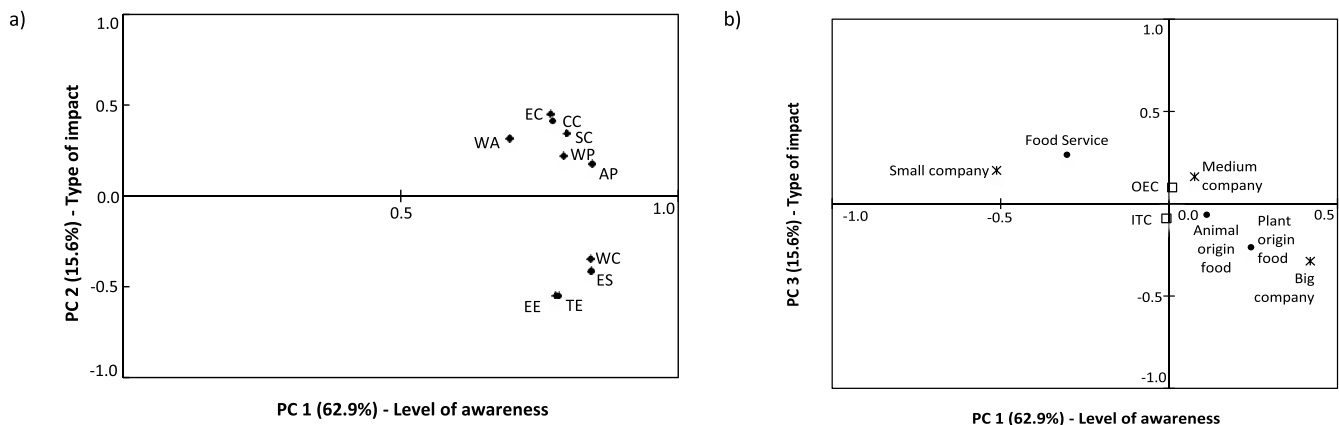 a)
1.0
0.5
0.0
-0.5
-1.0
0.5
1.0
EC
CC
SC
WA
WP
AP
WC
ES
EE
TE
PC 2 (15.6%) - Type of impact
PC 1 (62.9%) - Level of awareness
b)
1.0
0.5
Food Service
Small company
Medium
company
OEC
-1.0
-0.5
ITC
0.0
0.5
Animal
origin
food
Plant
origin
food
Big
company
-0.5
-1.0
PC 3 (15.6%) - Type of impact
PC 1 (62.9%) - Level of awareness